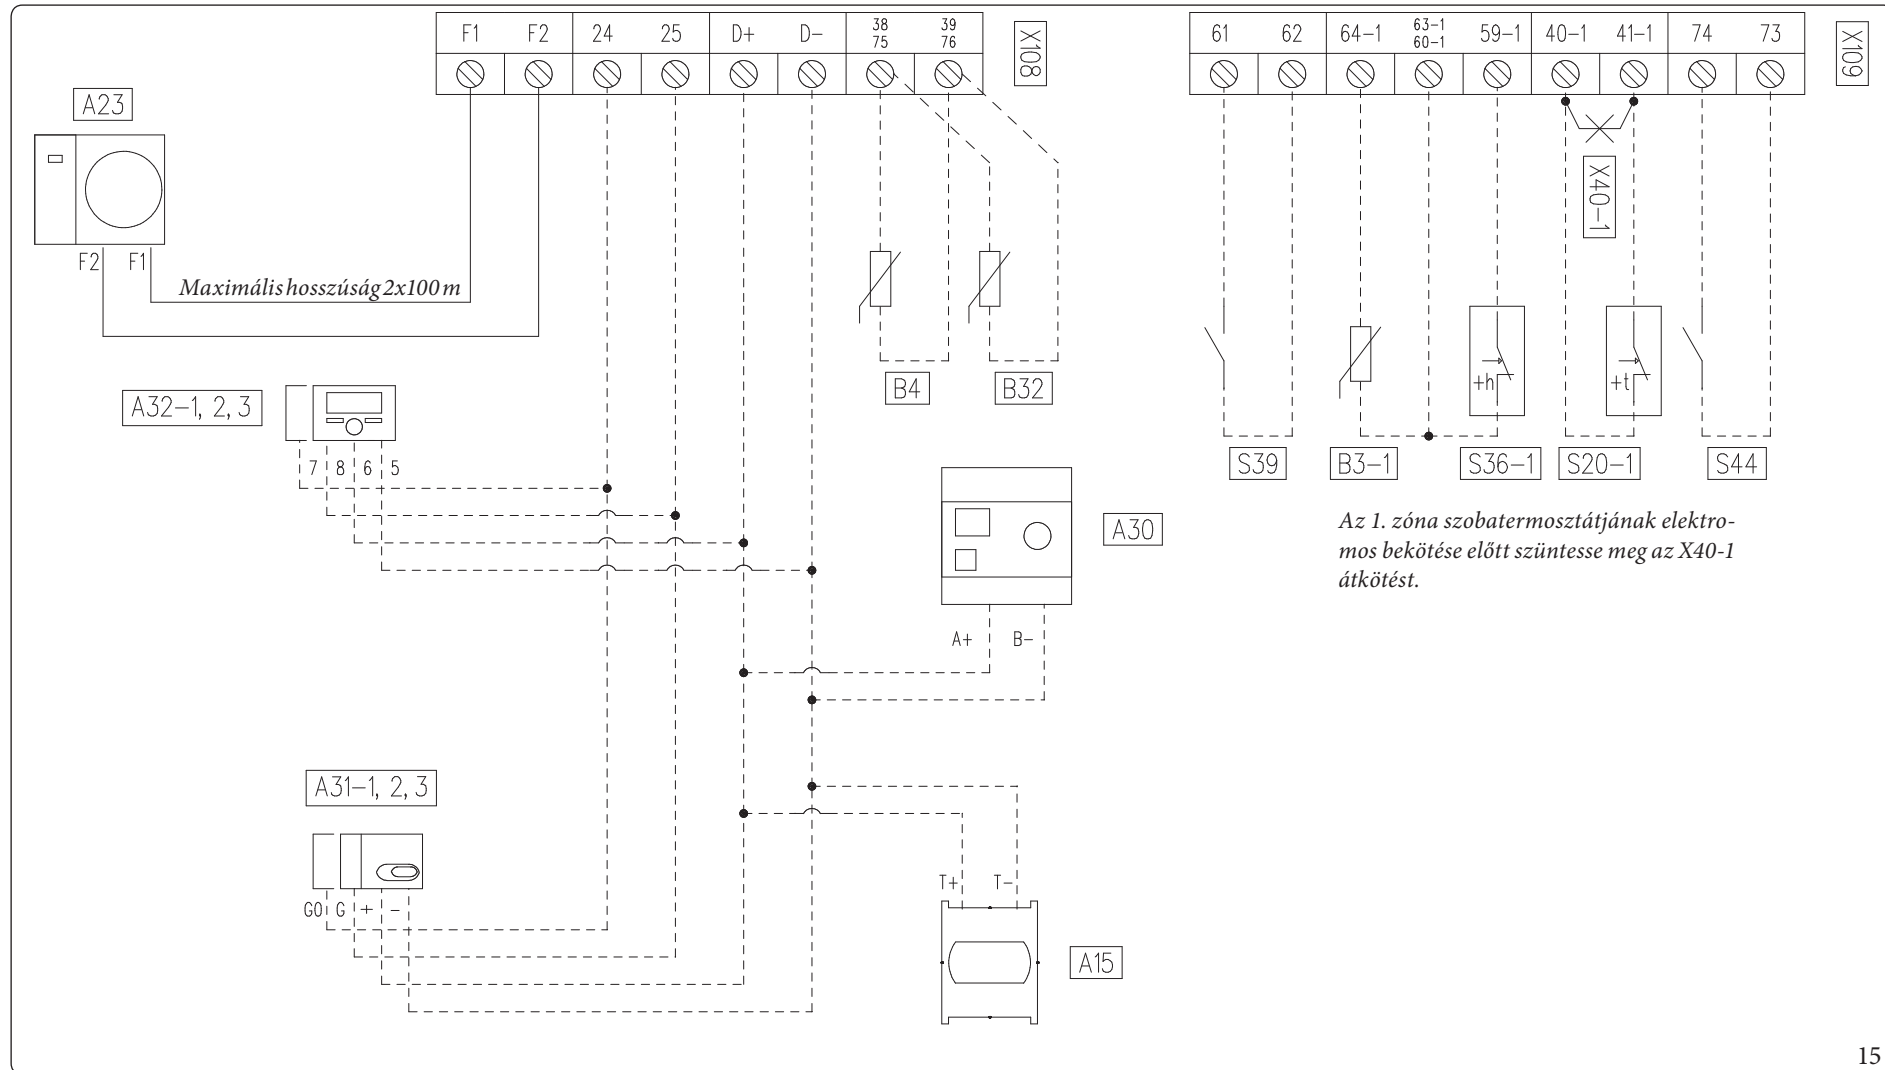 F1 F2 24 25 D+ D- 38 39
75 76
X108
61 62 64-1 63-1 59-1 40-1 41-1 74 73
60-1
X109
A23
F2 F1
Maximális hosszúság 2x100 m
X40-1
B4 B32
A32-1, 2, 3
7 8 6 5
+h +t
S39 B3-1 S36-1 S20-1 S44
A30
A+ B-
Az 1. zóna szobatermosztátjának elektro-
mos bekötése előtt szüntesse meg az X40-1
átkötést.
A31-1, 2, 3
G0 G + -
T+ T-
A15
15